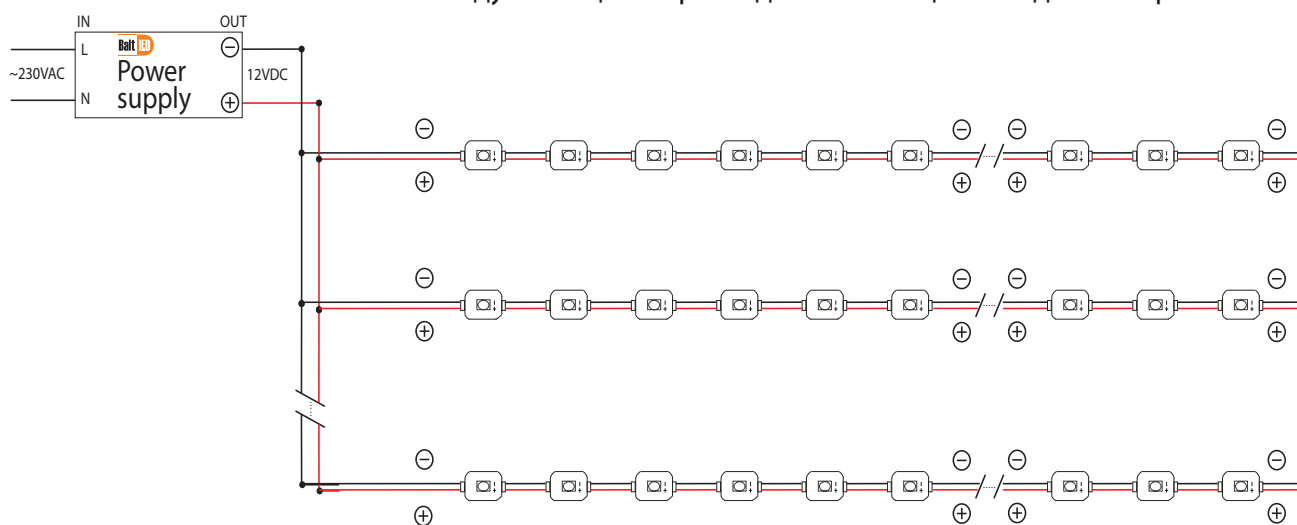 IN
OUT
L
Balt LED
~230VAC
Power
supply
12VDC
N